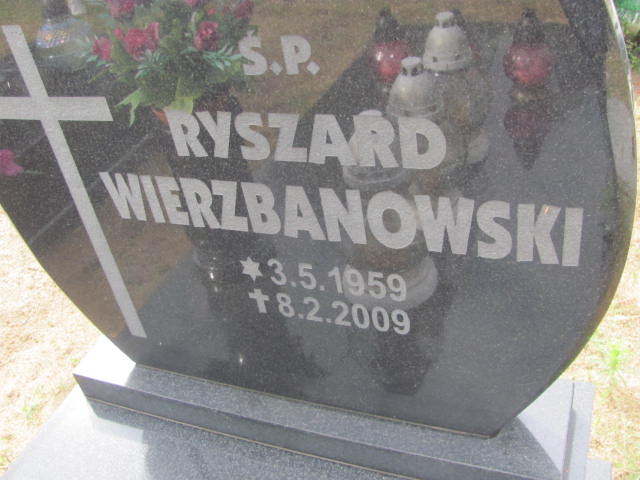 Ś.P.
RYSZARD
WIERZBANOWSKI
* 3.5.1959
✝ 8.2.2009